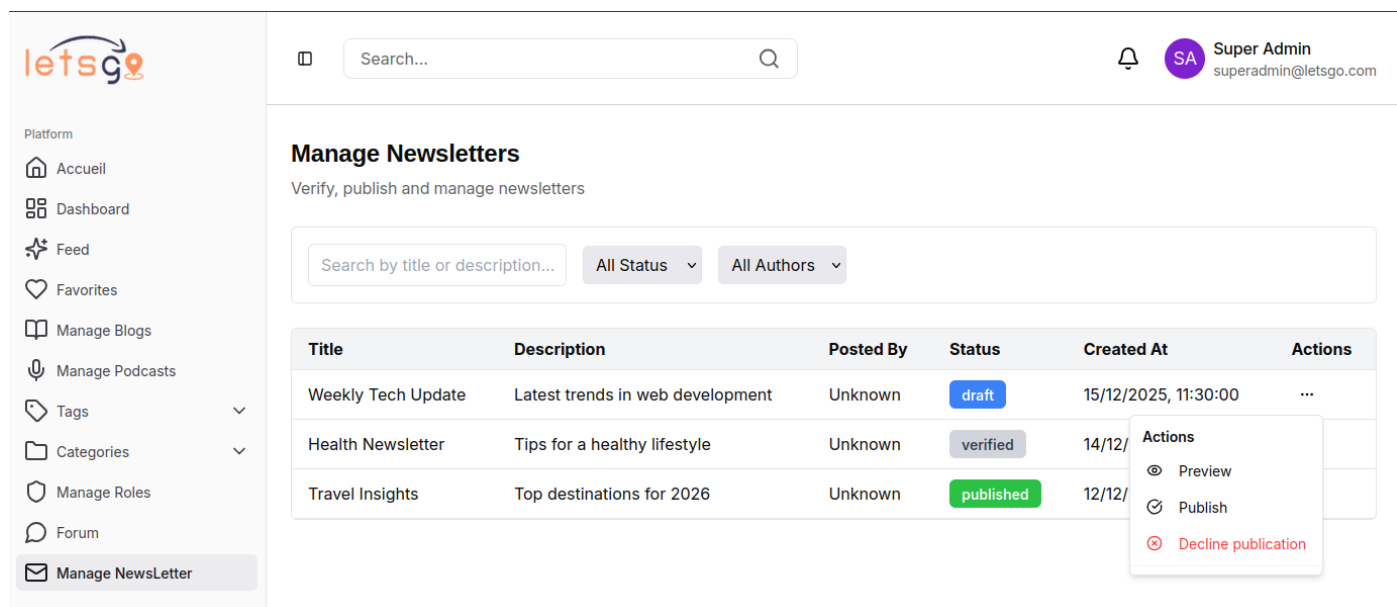 letsgo
Search...
SA
Super Admin
superadmin@letsgo.com
Platform
Accueil
Dashboard
Feed
Favorites
Manage Blogs
Manage Podcasts
Tags
Categories
Manage Roles
Forum
Manage NewsLetter
Manage Newsletters
Verify, publish and manage newsletters
Search by title or description...
All Status
All Authors
Title Description Posted By Status Created At Actions
Weekly Tech Update Latest trends in web development Unknown draft 15/12/2025, 11:30:00 ...
Health Newsletter Tips for a healthy lifestyle Unknown verified 14/12/
Travel Insights Top destinations for 2026 Unknown published 12/12/
Actions
Preview
Publish
Decline publication